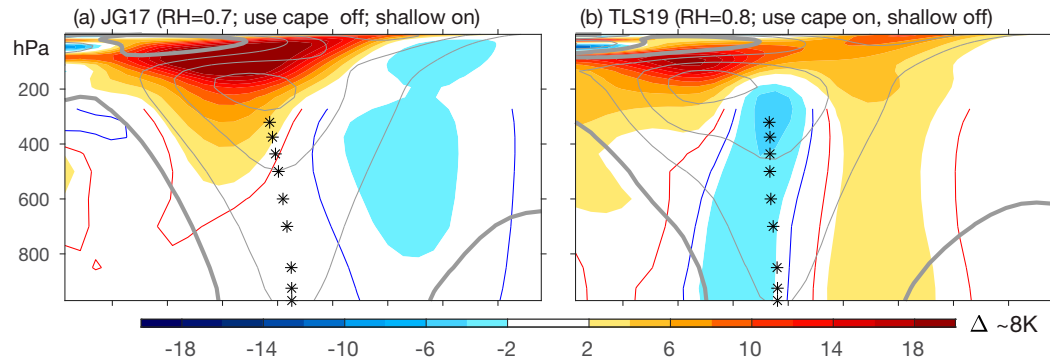 (a) JG17 (RH=0.7; use cape off; shallow on)
(b) TLS19 (RH=0.8; use cape on, shallow off)
hPa
200
400
600
800
-18 -14 -10 -6 -2 2 6 10 14 18
Δ ~8K